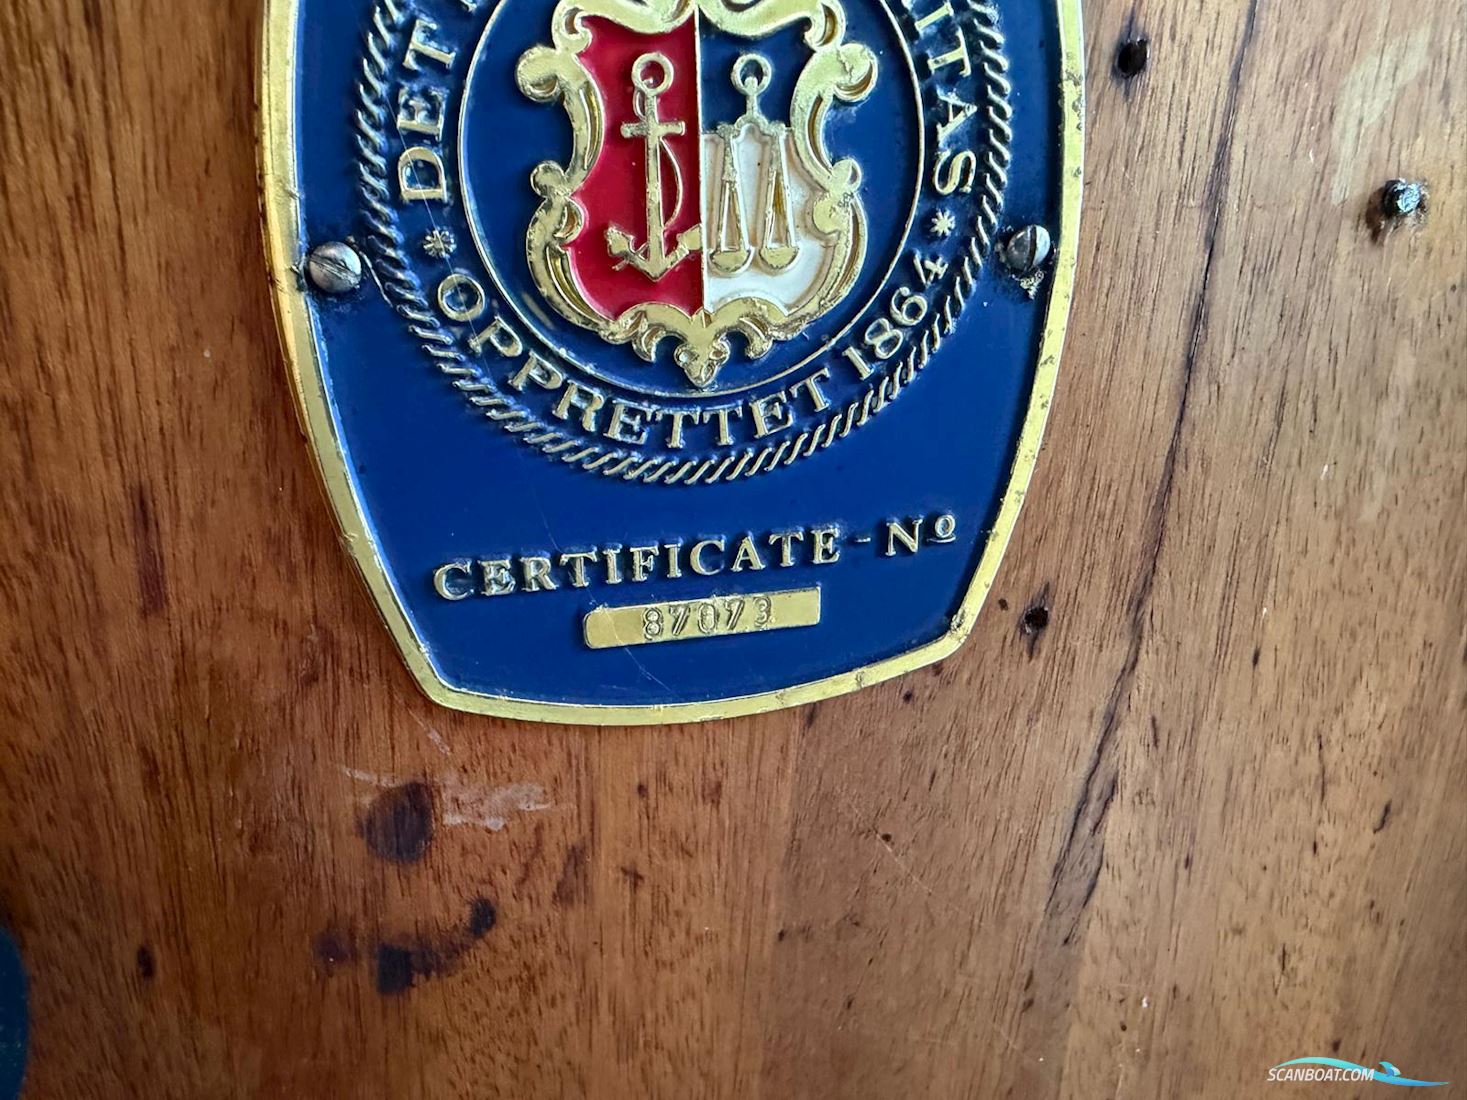 DET
ITAS
* OPPRETTET 1864 *
CERTIFICATE-Nº
87073
SCANBOAT.COM